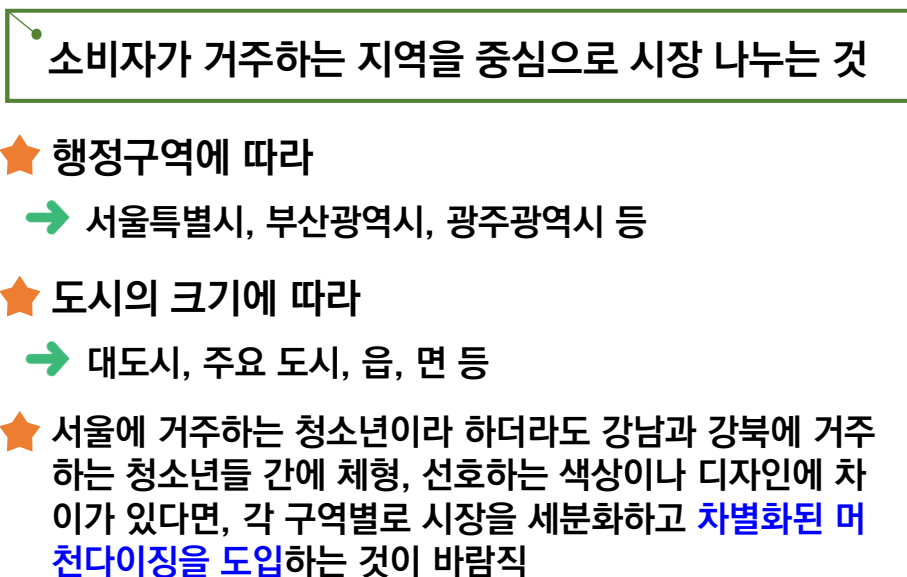 소비자가 거주하는 지역을 중심으로 시장 나누는 것
행정구역에 따라
서울특별시, 부산광역시, 광주광역시 등
도시의 크기에 따라
대도시, 주요 도시, 읍, 면 등
서울에 거주하는 청소년이라 하더라도 강남과 강북에 거주
하는 청소년들 간에 체형, 선호하는 색상이나 디자인에 차
이가 있다면, 각 구역별로 시장을 세분화하고 차별화된 머
천다이징을 도입하는 것이 바람직